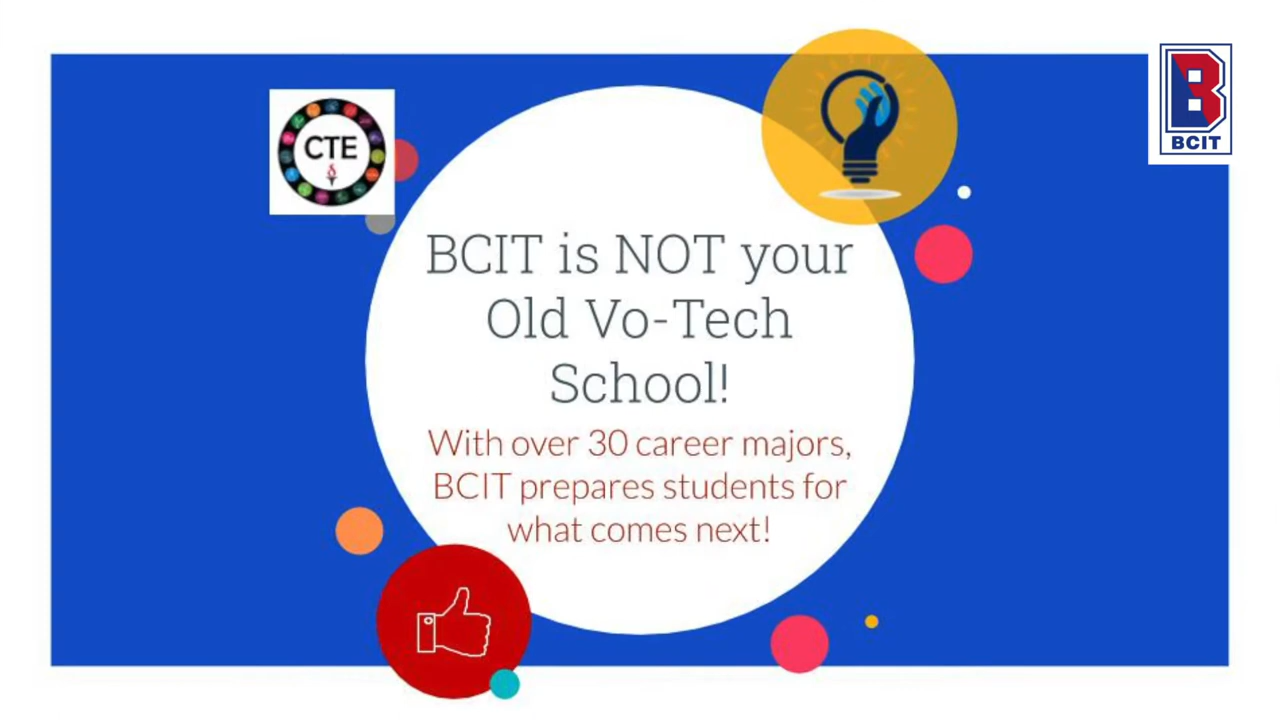 CTE
BCIT
BCIT is NOT your
Old Vo-Tech
School!
With over 30 career majors,
BCIT prepares students for
what comes next!